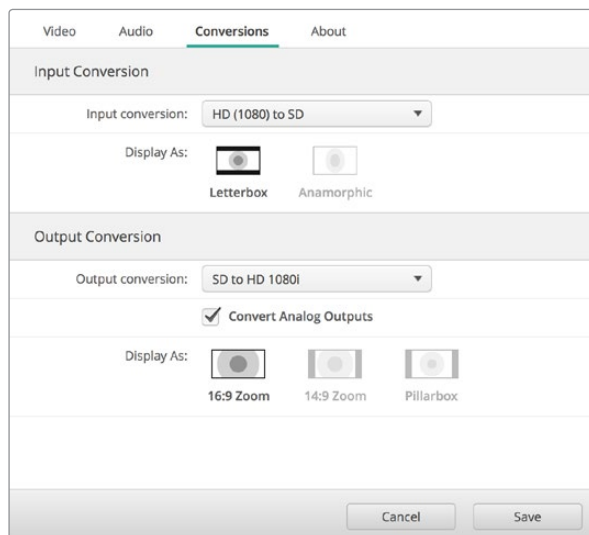 Video Audio Conversions About
Input Conversion
Input conversion: HD (1080) to SD
Display As:
Letterbox Anamorphic
Output Conversion
Output conversion: SD to HD 1080i
Convert Analog Outputs
Display As:
16:9 Zoom 14:9 Zoom Pillarbox
Cancel Save